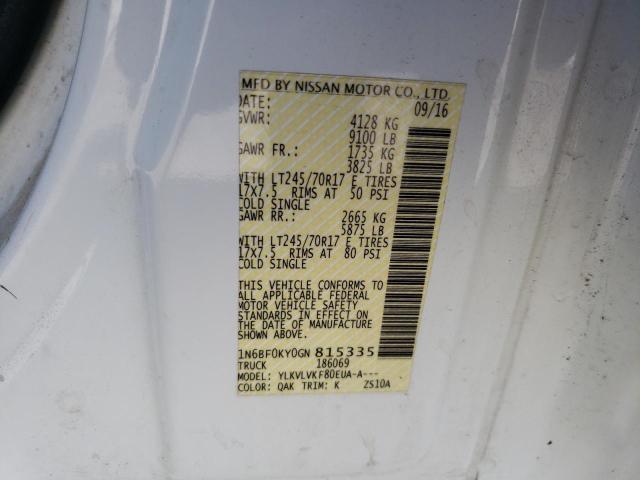 MFD BY NISSAN MOTOR CO., LTD
DATE: 09/16
GVWR: 4128 KG
9100 LB
GAWR FR.: 1735 KG
3825 LB
WITH LT245/70R17 E TIRES
17X7.5 RIMS AT 50 PSI
COLD SINGLE
GAWR RR.: 2665 KG
5875 LB
WITH LT245/70R17 E TIRES
17X7.5 RIMS AT 80 PSI
COLD SINGLE
THIS VEHICLE CONFORMS TO
ALL APPLICABLE FEDERAL
MOTOR VEHICLE SAFETY
STANDARDS IN EFFECT ON
THE DATE OF MANUFACTURE
SHOWN ABOVE.
1N6BF0KY0GN 815335
TRUCK 186069
MODEL: YLKVLVKF80EUA-A---
COLOR: QAK TRIM: K ZS10A